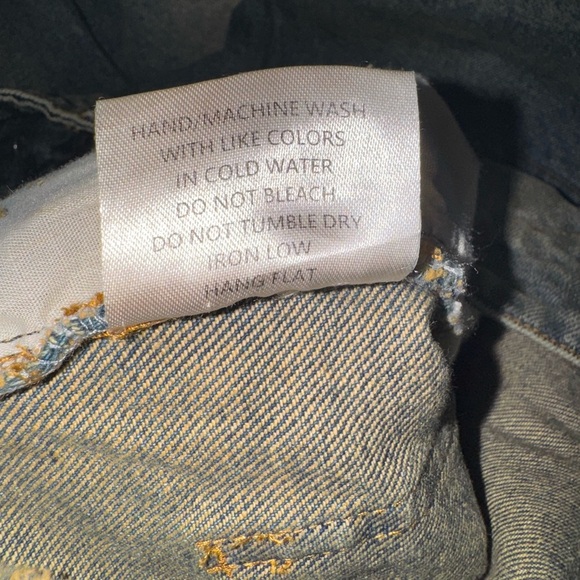 HAND/MACHINE WASH
WITH LIKE COLORS
IN COLD WATER
DO NOT BLEACH
DO NOT TUMBLE DRY
IRON LOW
HANG FLAT